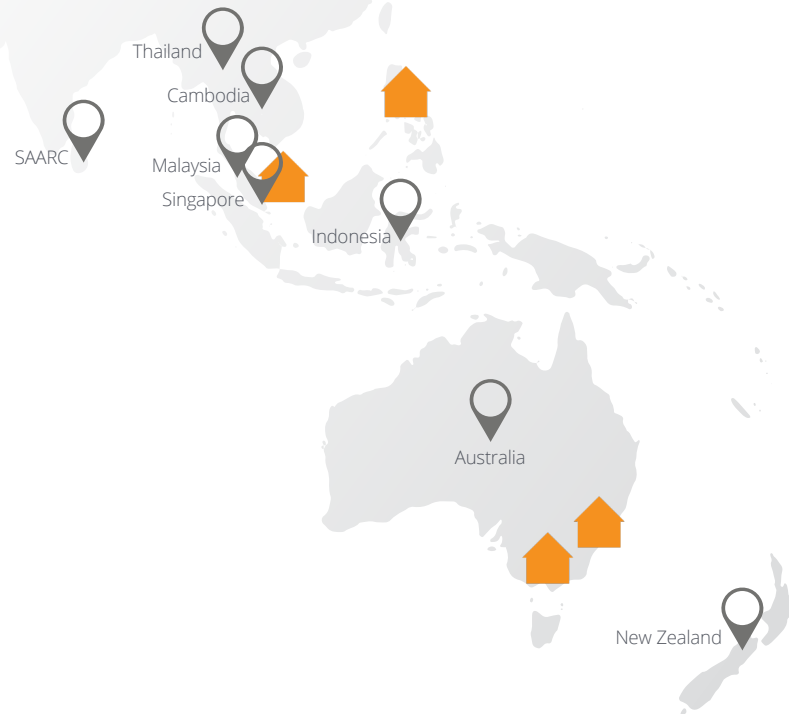 Thailand
Cambodia
SAARC
Malaysia
Singapore
Indonesia
Australia
New Zealand